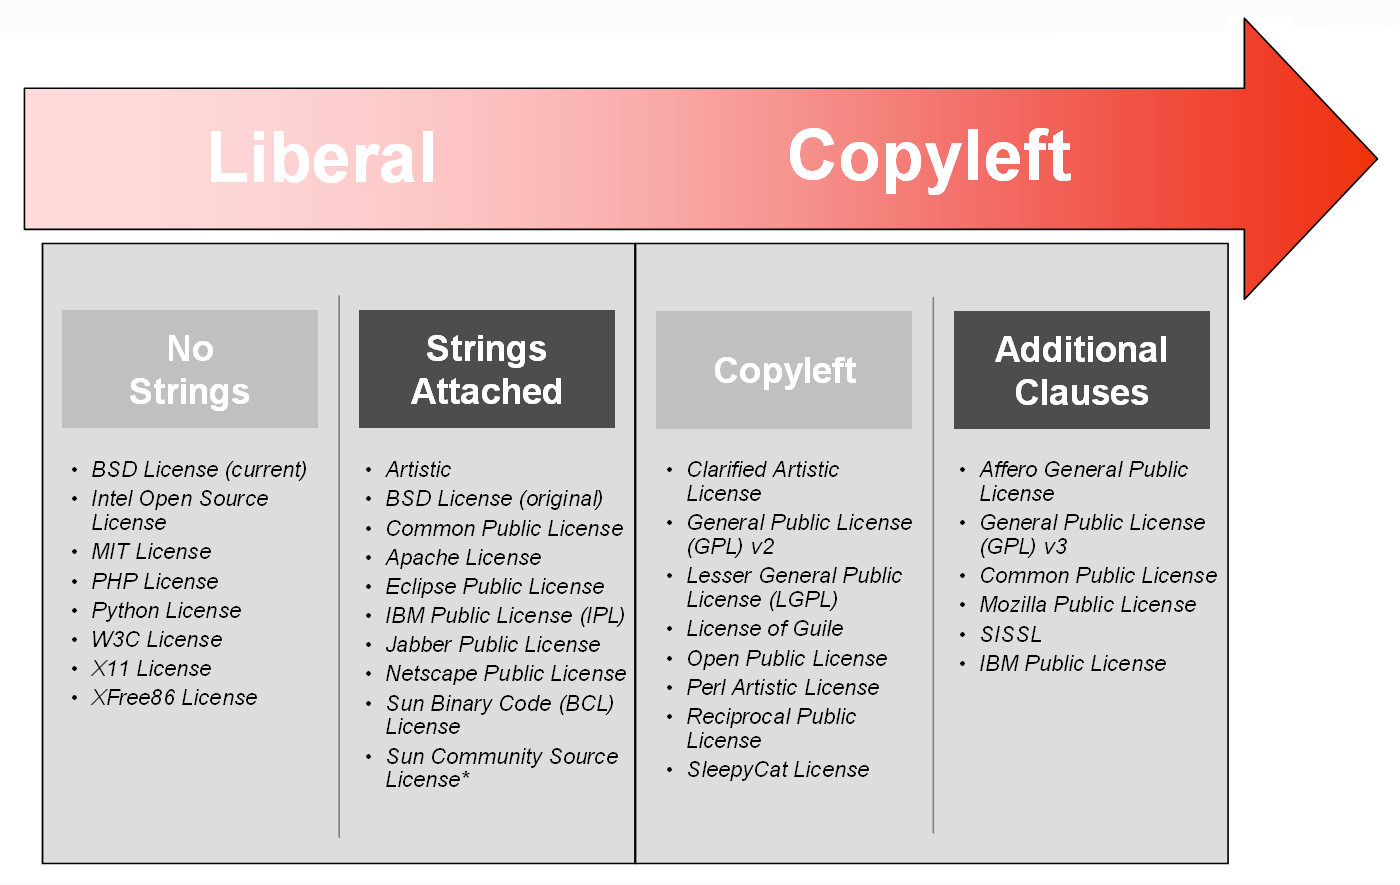 Liberal
Copyleft
No
Strings
• BSD License (current)
• Intel Open Source
License
• MIT License
• PHP License
• Python License
• W3C License
• X11 License
• XFree86 License
Strings
Attached
• Artistic
• BSD License (original)
• Common Public License
• Apache License
• Eclipse Public License
• IBM Public License (IPL)
• Jabber Public License
• Netscape Public License
• Sun Binary Code (BCL)
License
• Sun Community Source
License*
Copyleft
• Clarified Artistic
License
• General Public License
(GPL) v2
• Lesser General Public
License (LGPL)
• License of Guile
• Open Public License
• Perl Artistic License
• Reciprocal Public
License
• SleepyCat License
Additional
Clauses
• Affero General Public
License
• General Public License
(GPL) v3
• Common Public License
• Mozilla Public License
• SISSL
• IBM Public License